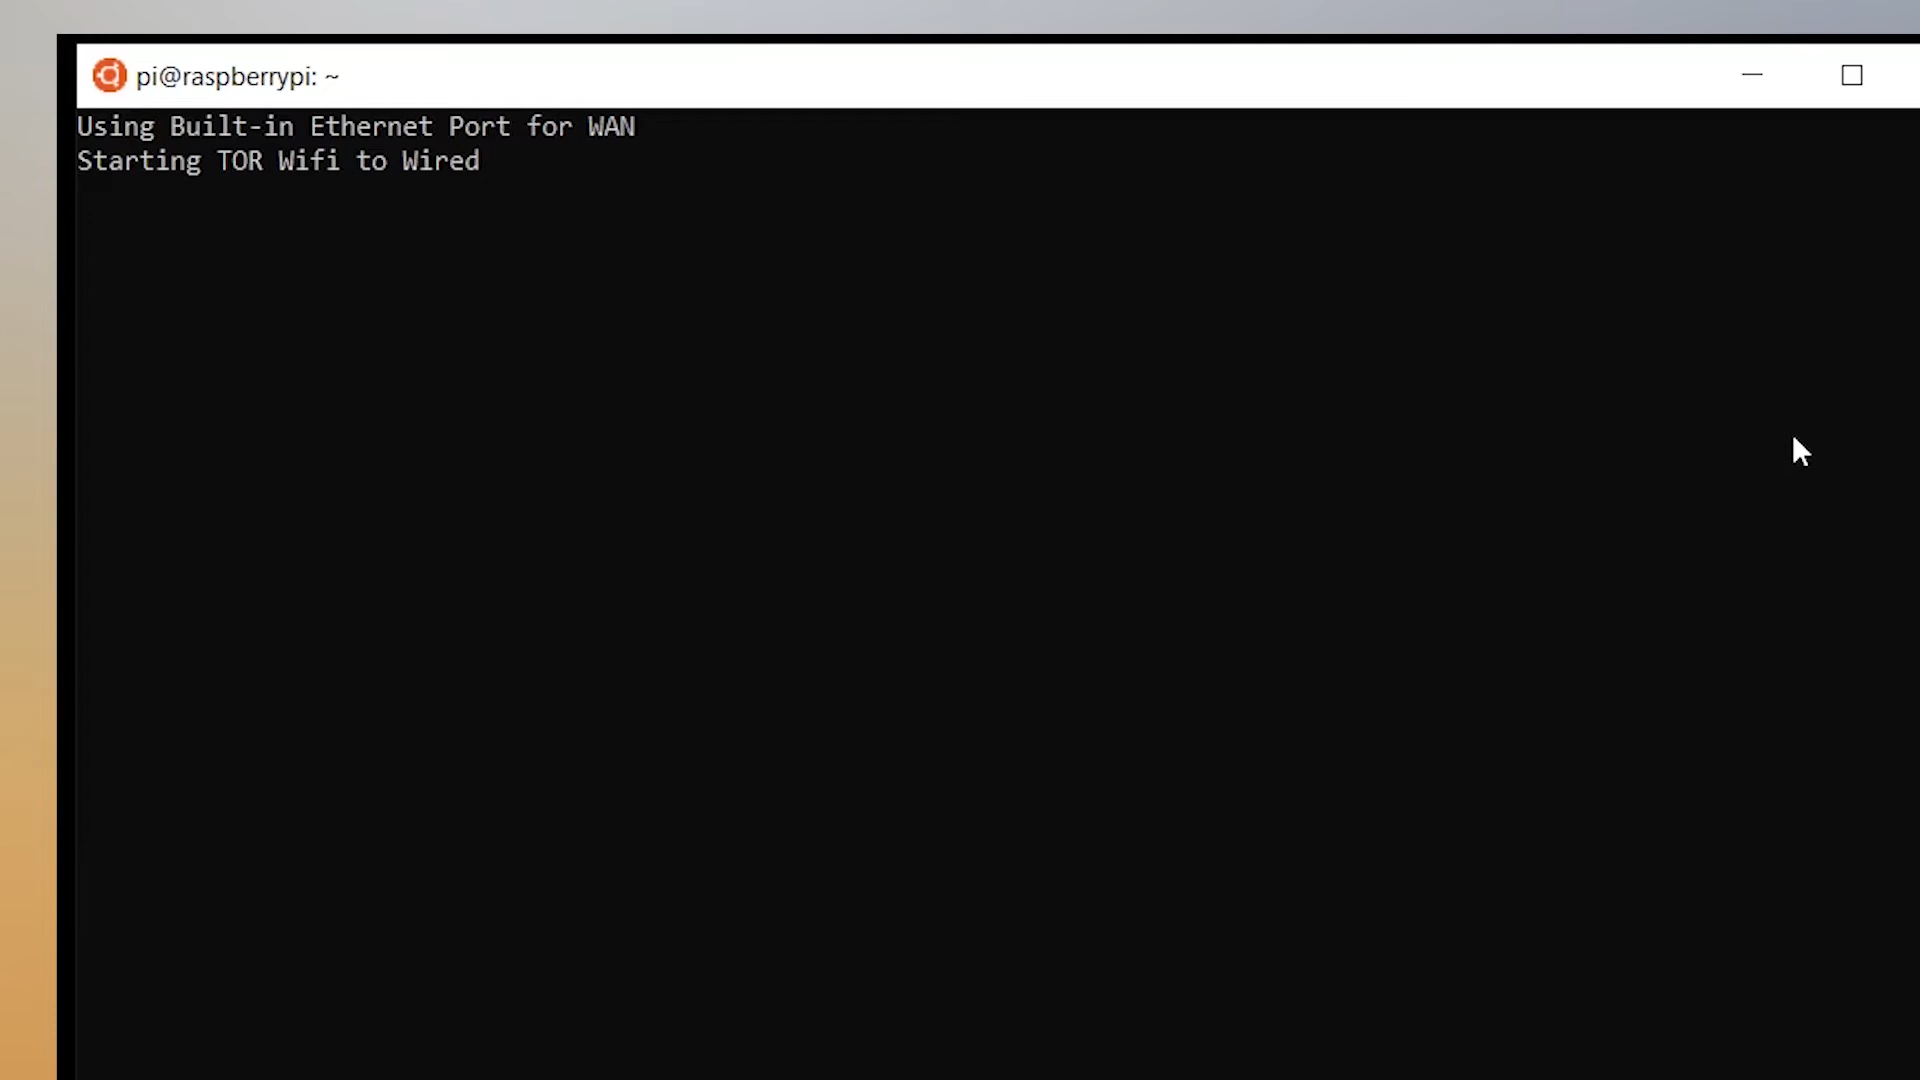 pi@raspberrypi: ~
Using Built-in Ethernet Port for WAN
Starting TOR Wifi to Wired